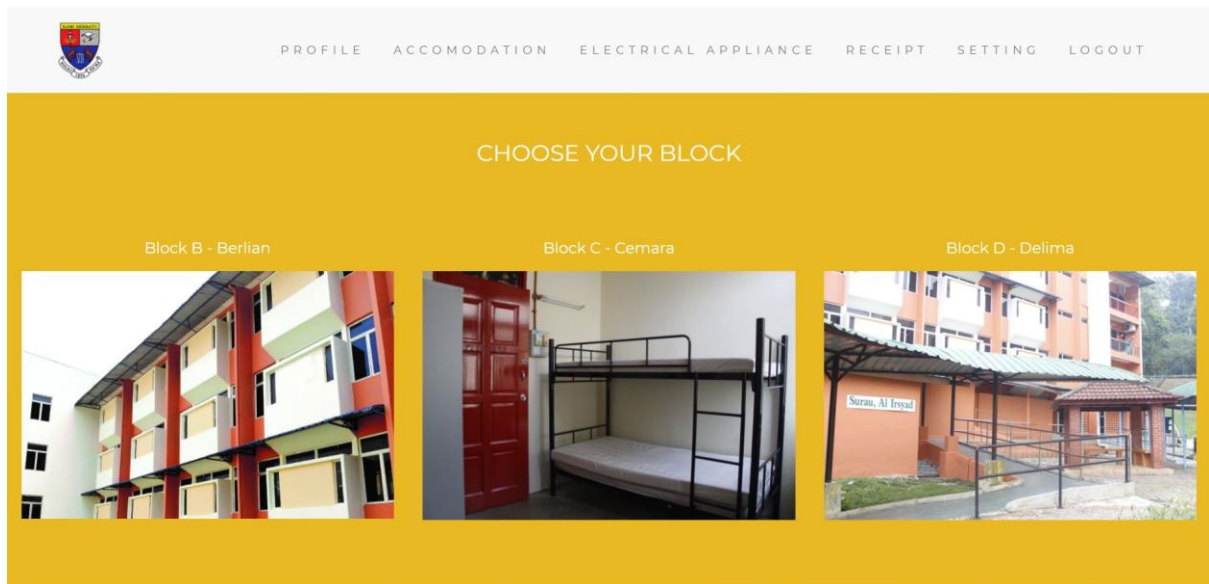 PROFILE ACCOMODATION ELECTRICAL APPLIANCE RECEIPT SETTING LOGOUT
CHOOSE YOUR BLOCK
Block B - Berlian
Block C - Cemara
Block D - Delima
Surau, Al Irsyad